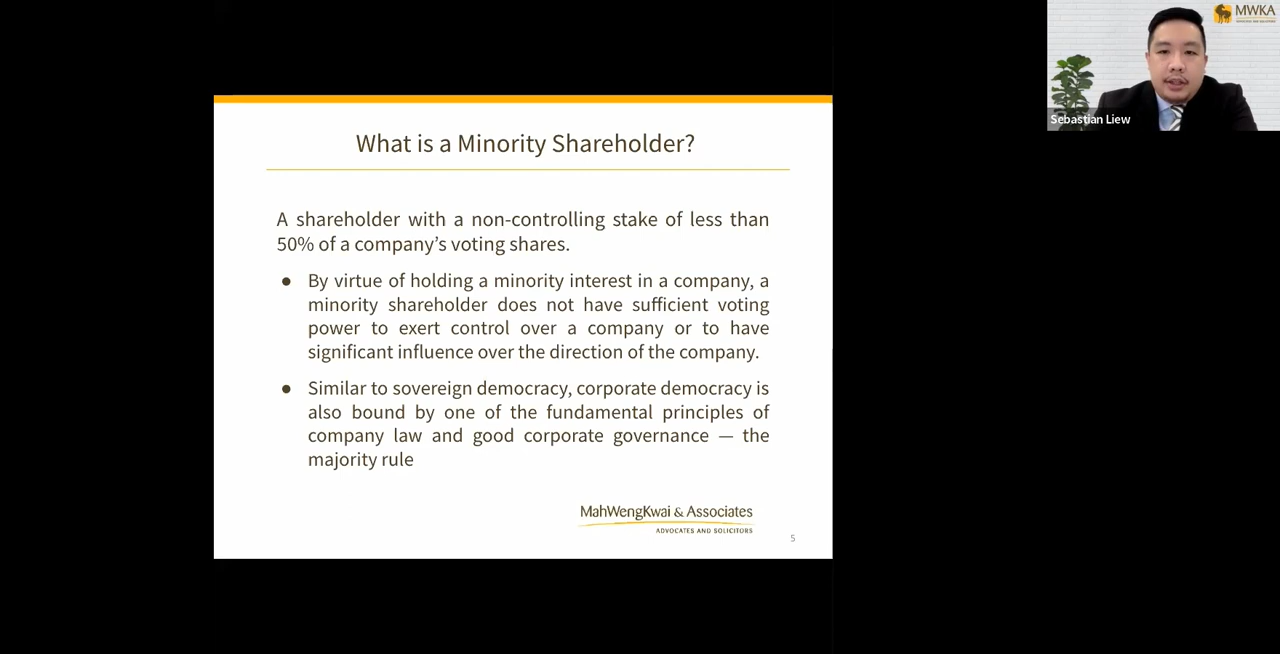 What is a Minority Shareholder?
A shareholder with a non-controlling stake of less than
50% of a company’s voting shares.
● By virtue of holding a minority interest in a company, a
minority shareholder does not have sufficient voting
power to exert control over a company or to have
significant influence over the direction of the company.
● Similar to sovereign democracy, corporate democracy is
also bound by one of the fundamental principles of
company law and good corporate governance — the
majority rule
MahWengKwai & Associates
ADVOCATES AND SOLICITORS
5
MWKA
Sebastian Liew